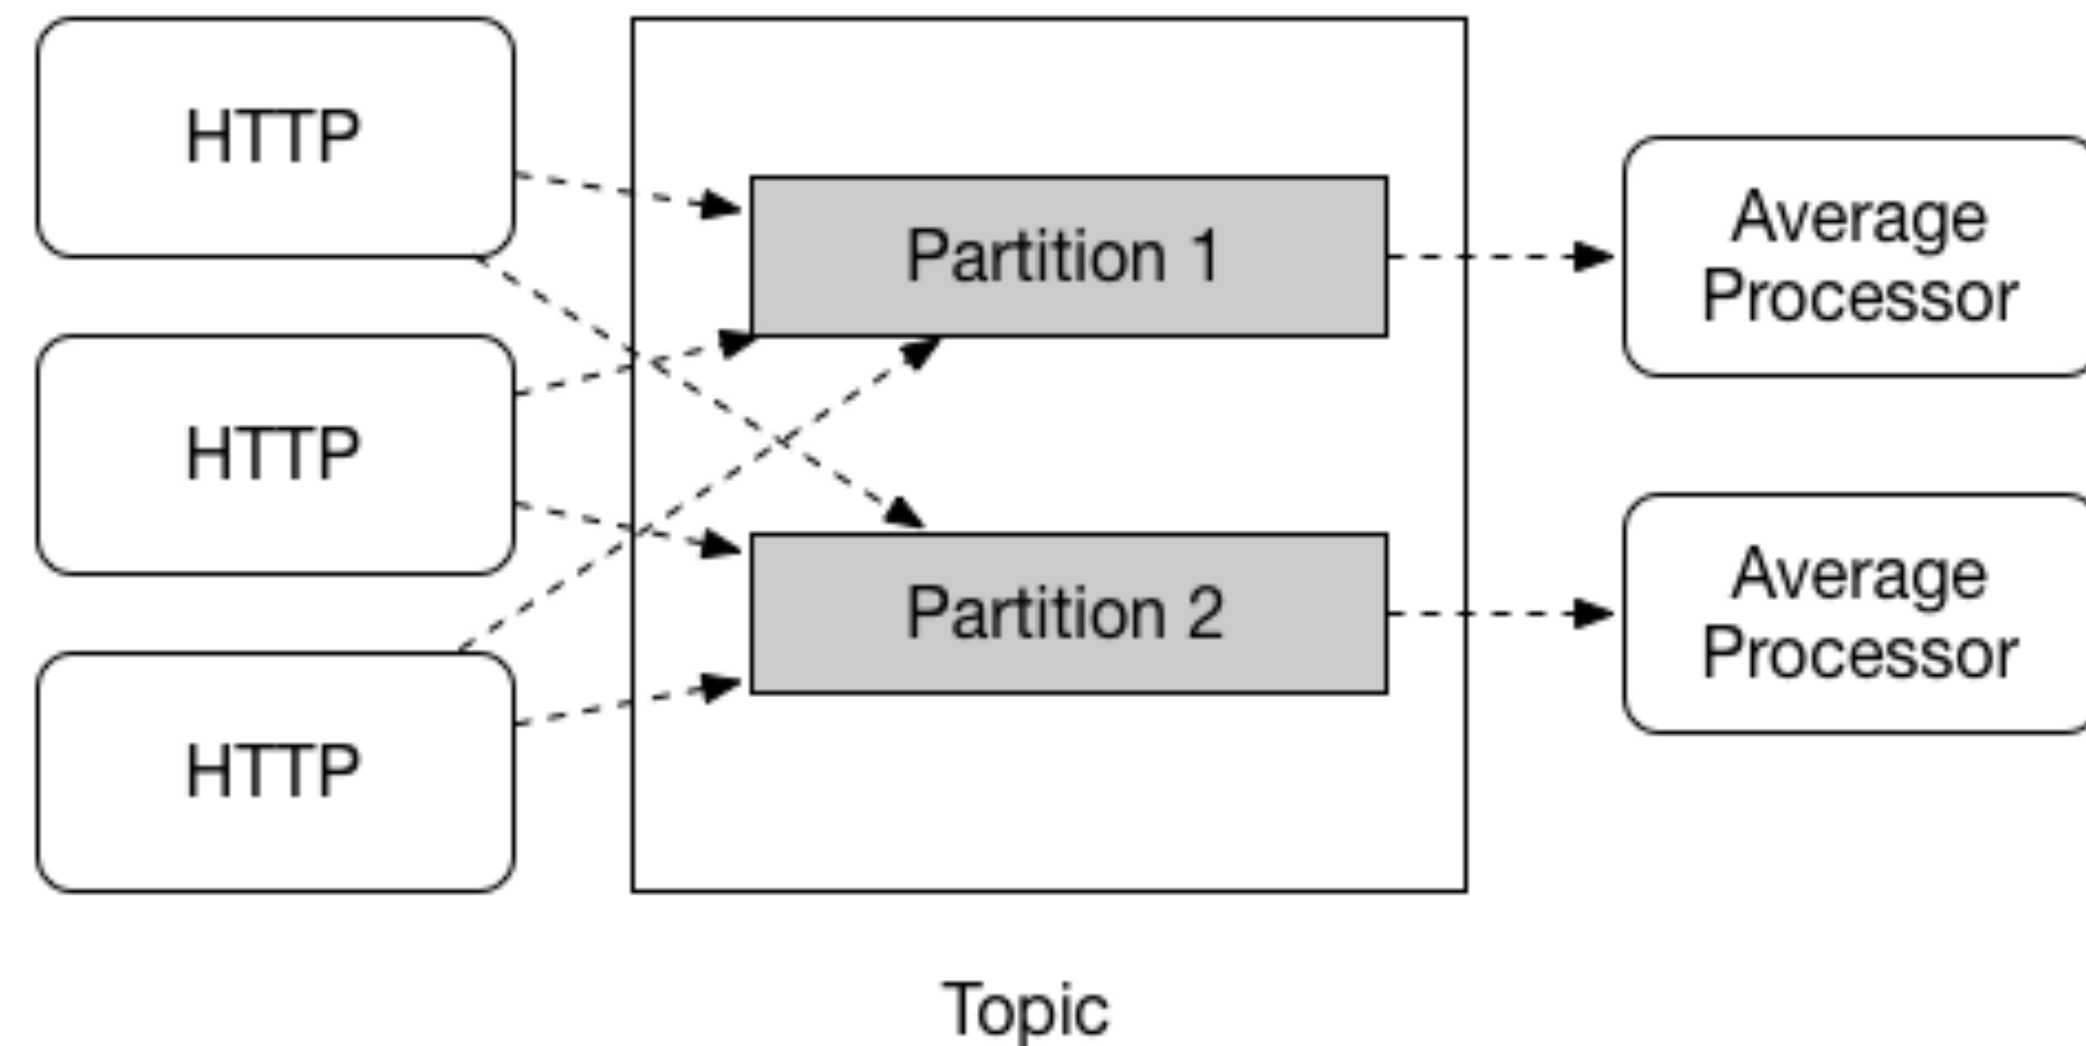 HTTP
HTTP
HTTP
Partition 1
Partition 2
Average
Processor
Average
Processor
Topic